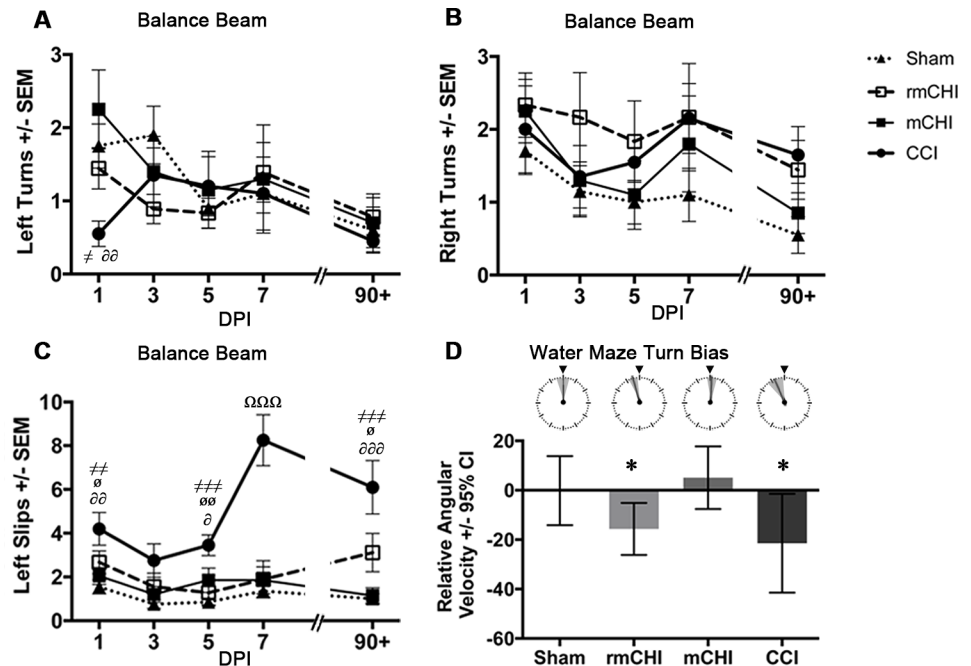 A
Balance Beam
Left Turns +/- SEM
3
2
1
0
≠ ∂∂
1 3 5 7 90+
DPI
B
Balance Beam
Right Turns +/- SEM
3
2
1
0
1 3 5 7 90+
DPI
Sham
rmCHI
mCHI
CCI
C
Balance Beam
Left Slips +/- SEM
10
8
6
4
2
0
≠≠
ø
∂∂
≠≠≠
øø
∂
ΩΩΩ
≠≠≠
ø
∂∂∂
1 3 5 7 90+
DPI
D
Water Maze Turn Bias
Relative Angular
Velocity +/- 95% CI
20
0
-20
-40
-60
* *
Sham rmCHI mCHI CCI